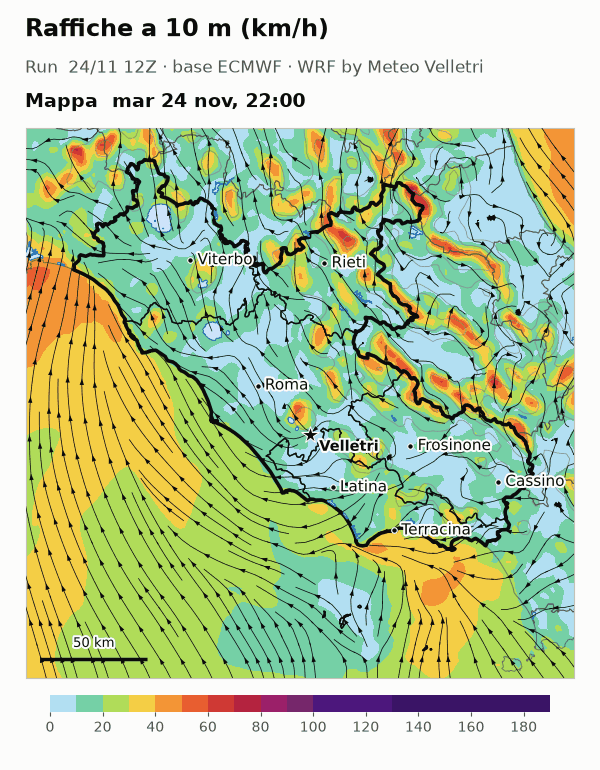 Raffiche a 10 m (km/h)
Run 24/11 12Z · base ECMWF · WRF by Meteo Velletri
Mappa mar 24 nov, 22:00
Viterbo
Rieti
Roma
Velletri
Frosinone
Latina
Cassino
Terracina
50 km
0 20 40 60 80 100 120 140 160 180